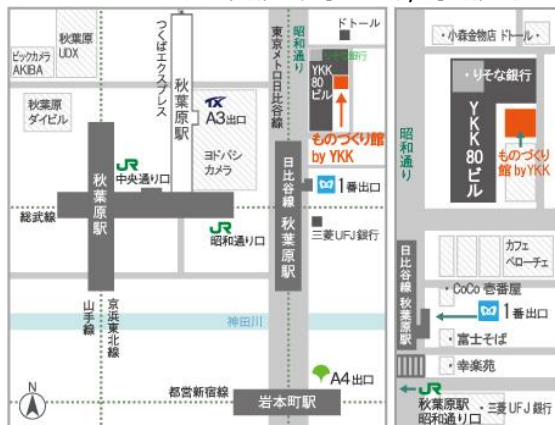 秋葉原
UDX
ビックカメラ
AKIBA
つくばエクスプレス
秋葉原駅
TX
A3出口
ヨドバシ
カメラ
秋葉原
ダイビル
東京メトロ日比谷線
昭和通り
ドトール
りそな銀行
YKK
80
ビル
ものづくり館
by YKK
JR
中央通り口
秋葉原駅
総武線
JR
昭和通り口
日比谷線
秋葉原駅
1番出口
三菱UFJ銀行
山手線
京浜東北線
神田川
都営新宿線
岩本町駅
A4出口
N
・小森金物店
ドトール・
・りそな銀行
YKK80ビル
ものづくり
館 by YKK
昭和通り
カフェ
ベローチェ
日比谷線
秋葉原駅
・CoCo壱番屋
1番出口
・富士そば
・幸楽苑
JR
秋葉原駅
昭和通り口
・三菱UFJ銀行